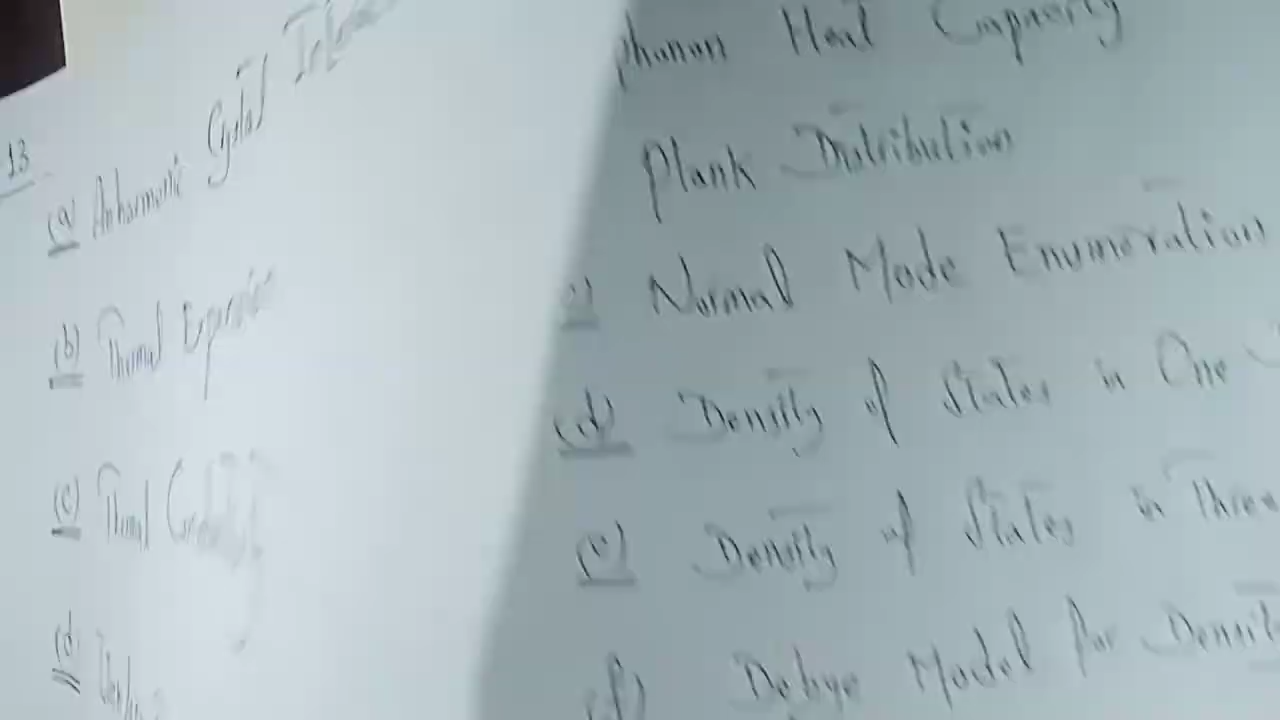 13
(a) Anharmonic Crystal
(b) Thermal Expansion
(c) Thermal Conductivity
(d)
phonon Heat Capacity
Plank Distribution
(c) Normal Mode Enumeration
(d) Density of States in One
(e) Density of States in Three
(f) Debye Model for Density